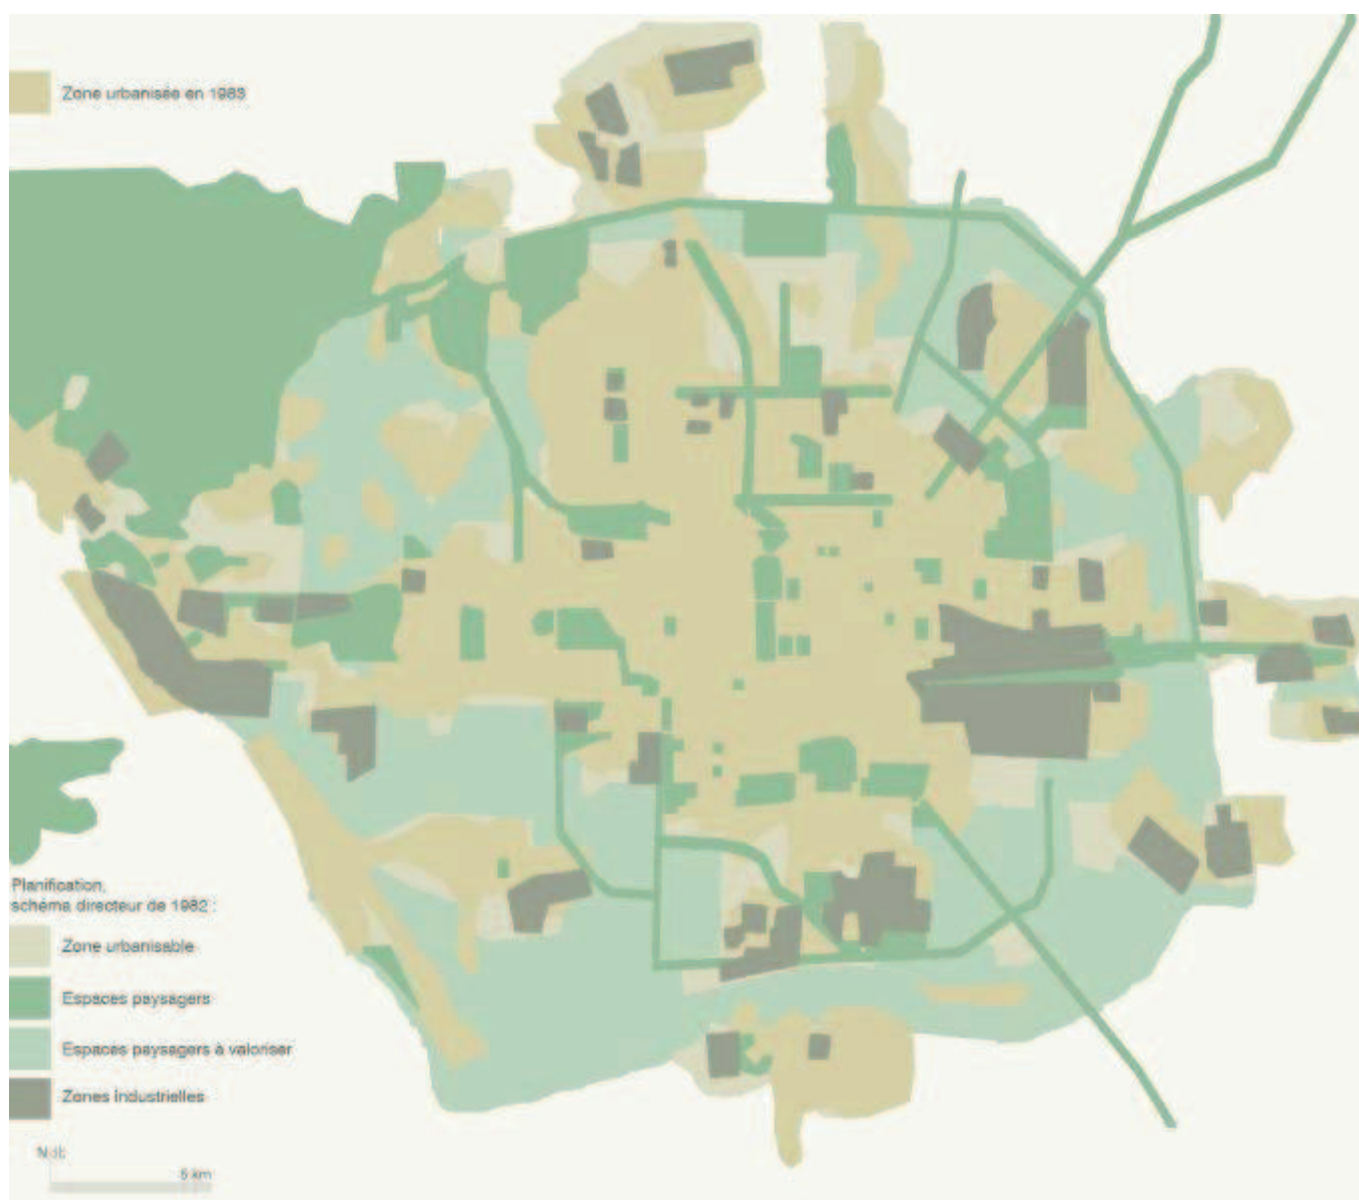 Zone urbanisée en 1983
Planification,
schéma directeur de 1982 :
Zone urbanisable
Espaces paysagers
Espaces paysagers à valoriser
Zones industrielles
5 km